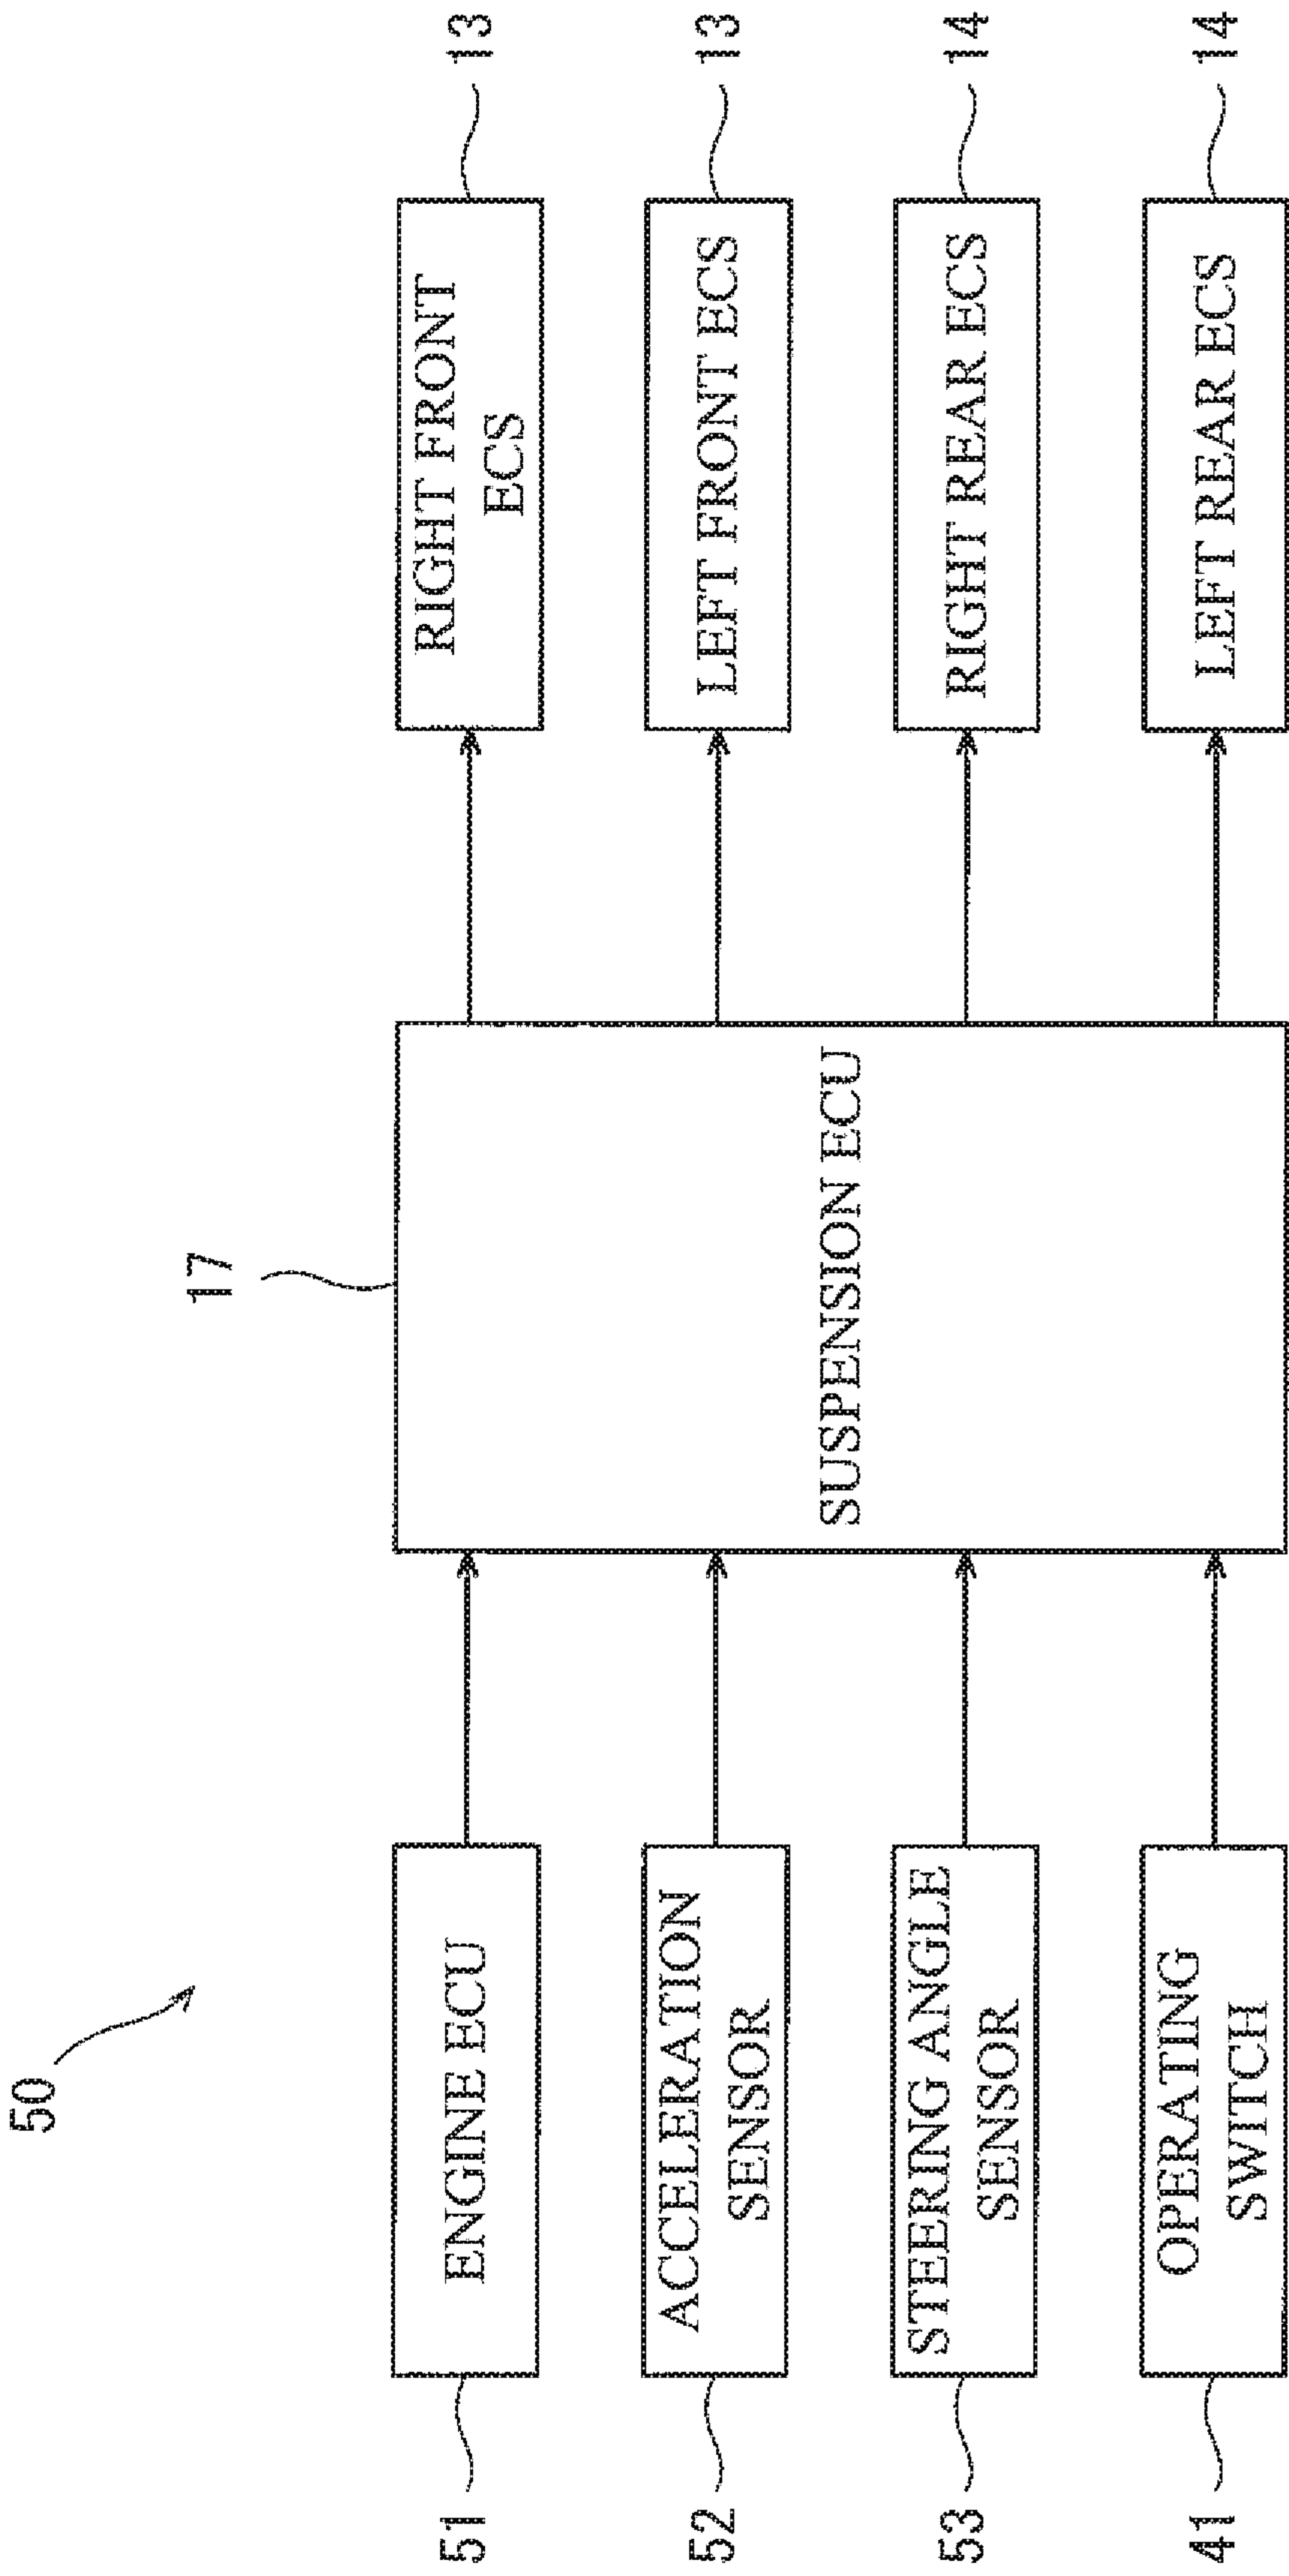 50
17
51
ENGINE ECU
52
ACCELERATION
SENSOR
53
STEERING ANGLE
SENSOR
41
OPERATING
SWITCH
SUSPENSION ECU
RIGHT FRONT
ECS
13
LEFT FRONT ECS
13
RIGHT REAR ECS
14
LEFT REAR ECS
14